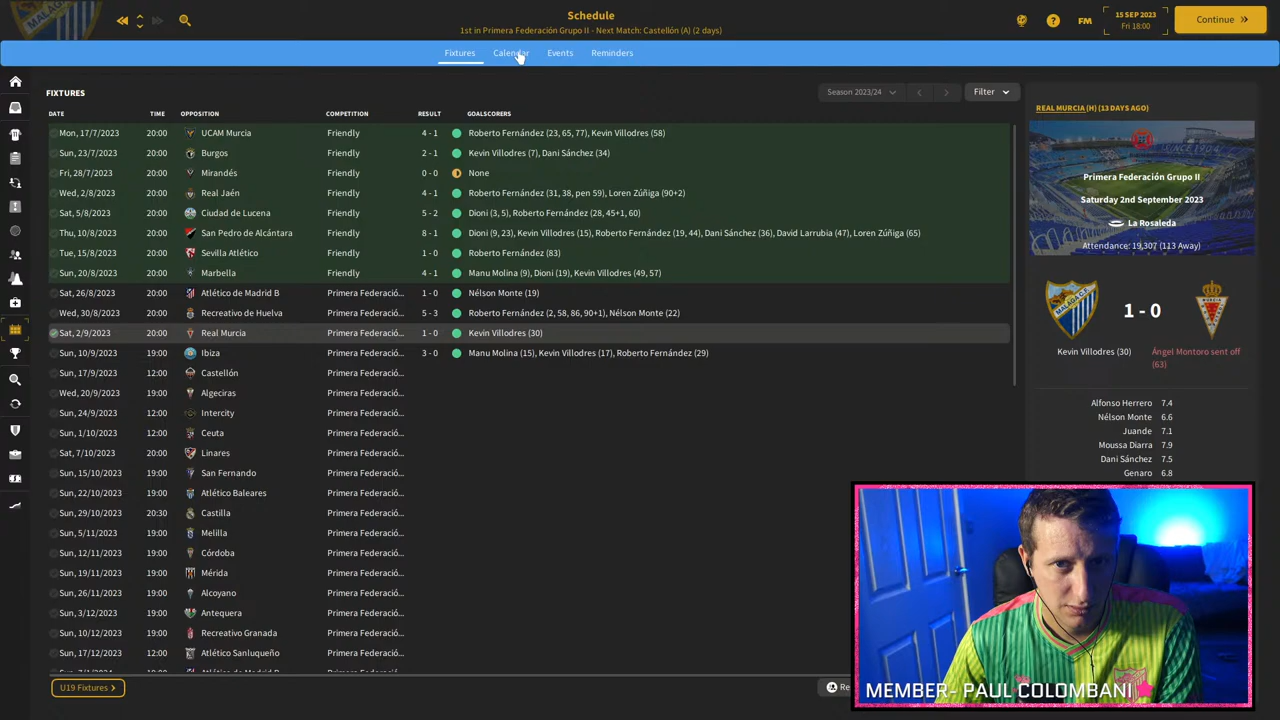 Schedule
1st in Primera Federación Grupo II - Next Match: Castellón (A) (2 days)
FM
15 SEP 2023
Fri 18:00
Continue
Fixtures
Calendar
Events
Reminders
FIXTURES
Season 2023/24
Filter
DATE TIME OPPOSITION COMPETITION RESULT GOALSCORERS
Mon, 17/7/2023 20:00 UCAM Murcia Friendly 4 - 1 Roberto Fernández (23, 65, 77), Kevin Villodres (58)
Sun, 23/7/2023 20:00 Burgos Friendly 2 - 1 Kevin Villodres (7), Dani Sánchez (34)
Fri, 28/7/2023 20:00 Mirandés Friendly 0 - 0 None
Wed, 2/8/2023 20:00 Real Jaén Friendly 4 - 1 Roberto Fernández (31, 38, pen 59), Loren Zúñiga (90+2)
Sat, 5/8/2023 20:00 Ciudad de Lucena Friendly 5 - 2 Dioni (3, 5), Roberto Fernández (28, 45+1, 60)
Thu, 10/8/2023 20:00 San Pedro de Alcántara Friendly 8 - 1 Dioni (9, 23), Kevin Villodres (15), Roberto Fernández (19, 44), Dani Sánchez (36), David Larrubia (47), Loren Zúñiga (65)
Tue, 15/8/2023 20:00 Sevilla Atlético Friendly 1 - 0 Roberto Fernández (83)
Sun, 20/8/2023 20:00 Marbella Friendly 4 - 1 Manu Molina (9), Dioni (19), Kevin Villodres (49, 57)
Sat, 26/8/2023 20:00 Atlético de Madrid B Primera Federació... 1 - 0 Nélson Monte (19)
Wed, 30/8/2023 20:00 Recreativo de Huelva Primera Federació... 5 - 3 Roberto Fernández (2, 58, 86, 90+1), Nélson Monte (22)
Sat, 2/9/2023 20:00 Real Murcia Primera Federació... 1 - 0 Kevin Villodres (30)
Sun, 10/9/2023 19:00 Ibiza Primera Federació... 3 - 0 Manu Molina (15), Kevin Villodres (17), Roberto Fernández (29)
Sun, 17/9/2023 12:00 Castellón Primera Federació...
Wed, 20/9/2023 19:00 Algeciras Primera Federació...
Sun, 24/9/2023 12:00 Intercity Primera Federació...
Sun, 1/10/2023 12:00 Ceuta Primera Federació...
Sat, 7/10/2023 20:00 Linares Primera Federació...
Sun, 15/10/2023 19:00 San Fernando Primera Federació...
Sun, 22/10/2023 19:00 Atlético Baleares Primera Federació...
Sun, 29/10/2023 20:30 Castilla Primera Federació...
Sun, 5/11/2023 19:00 Melilla Primera Federació...
Sun, 12/11/2023 19:00 Córdoba Primera Federació...
Sun, 19/11/2023 19:00 Mérida Primera Federació...
Sun, 26/11/2023 19:00 Alcoyano Primera Federació...
Sun, 3/12/2023 19:00 Antequera Primera Federació...
Sun, 10/12/2023 19:00 Recreativo Granada Primera Federació...
Sun, 17/12/2023 12:00 Atlético Sanluqueño Primera Federació...
U19 Fixtures
Re
REAL MURCIA (H) (13 DAYS AGO)
Primera Federación Grupo II
Saturday 2nd September 2023
La Rosaleda
Attendance: 19,307 (113 Away)
1 - 0
Kevin Villodres (30)
Ángel Montoro sent off
(63)
Alfonso Herrero 7.4
Nélson Monte 6.6
Juande 7.1
Moussa Diarra 7.9
Dani Sánchez 7.5
Genaro 6.8
MEMBER- PAUL COLOMBANI